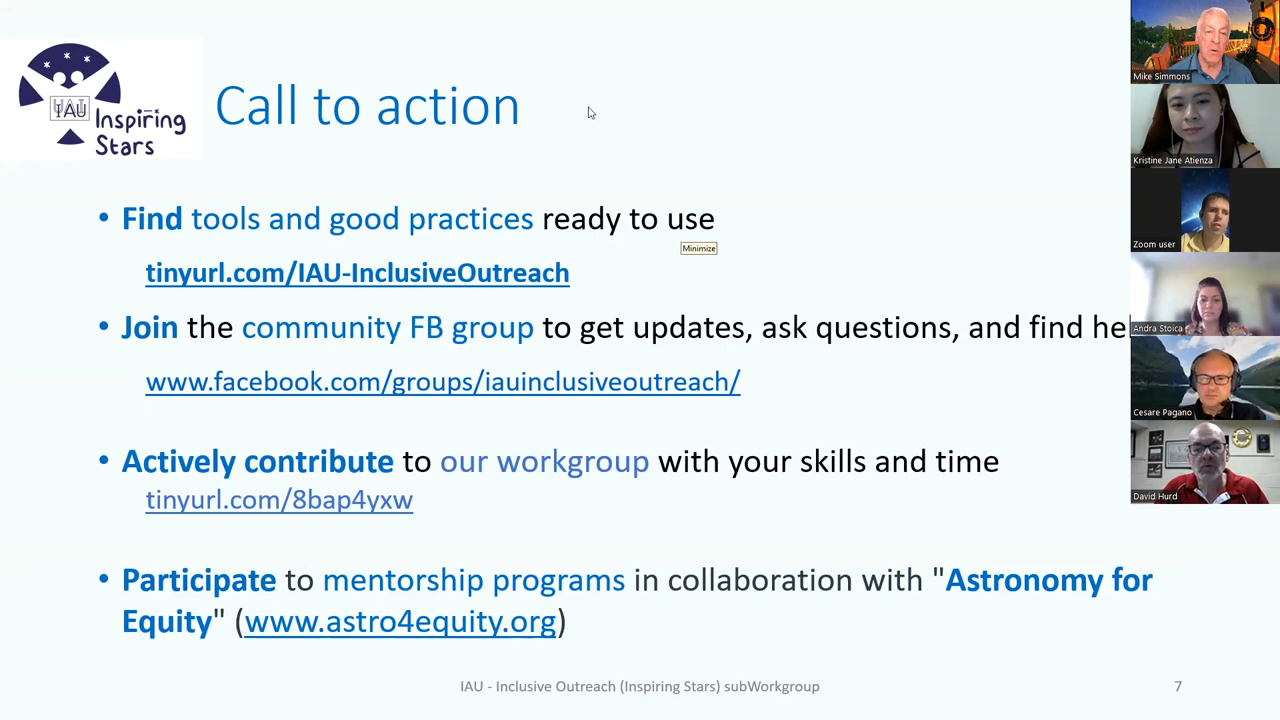 IAU
Inspiring
Stars
Call to action
• Find tools and good practices ready to use
Minimize
tinyurl.com/IAU-InclusiveOutreach
• Join the community FB group to get updates, ask questions, and find hel
www.facebook.com/groups/iauinclusiveoutreach/
• Actively contribute to our workgroup with your skills and time
tinyurl.com/8bap4yxw
• Participate to mentorship programs in collaboration with "Astronomy for
Equity" (www.astro4equity.org)
IAU - Inclusive Outreach (Inspiring Stars) subWorkgroup
7
Mike Simmons
Kristine Jane Atienza
Zoom user
Andra Stoica
Cesare Pagano
David Hurd